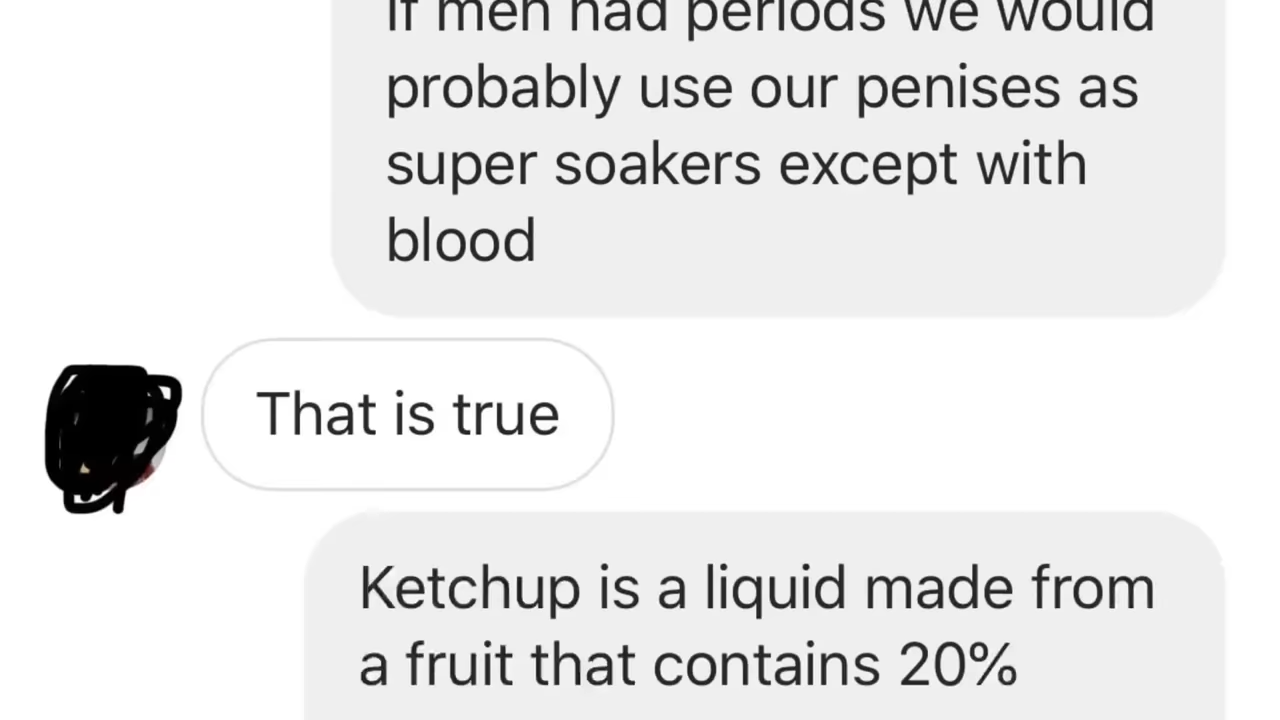 If men had periods we would
probably use our penises as
super soakers except with
blood
That is true
Ketchup is a liquid made from
a fruit that contains 20%